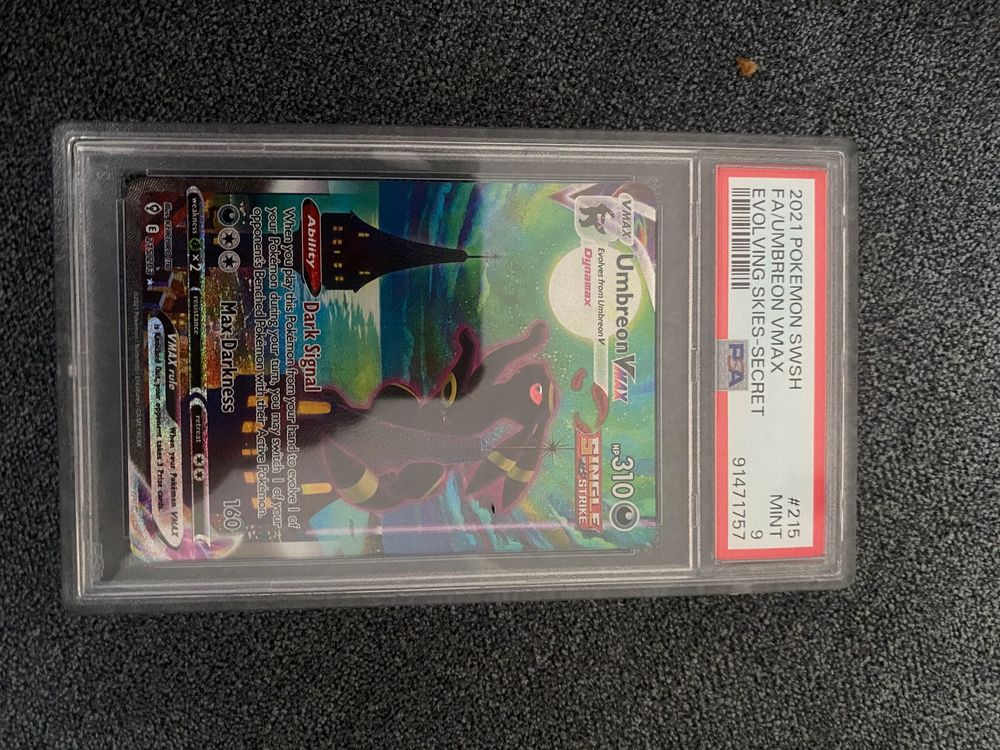 2021 POKEMON SWSH #215
FA/UMBREON VMAX MINT
EVOLVING SKIES-SECRET 9
PSA 91471757
VMAX Umbreon VMAX HP 310
Evolves from Umbreon V
Dynamax
SINGLE STRIKE
Ability Dark Signal
When you play this Pokémon from your hand to evolve 1 of
your Pokémon during your turn, you may switch 1 of your
opponent's Benched Pokémon with their Active Pokémon.
Max Darkness 160
weakness ×2 resistance retreat
VMAX rule When your Pokémon VMAX
is Knocked Out, your opponent takes 3 Prize cards.
E 215/203
GAME FREAK